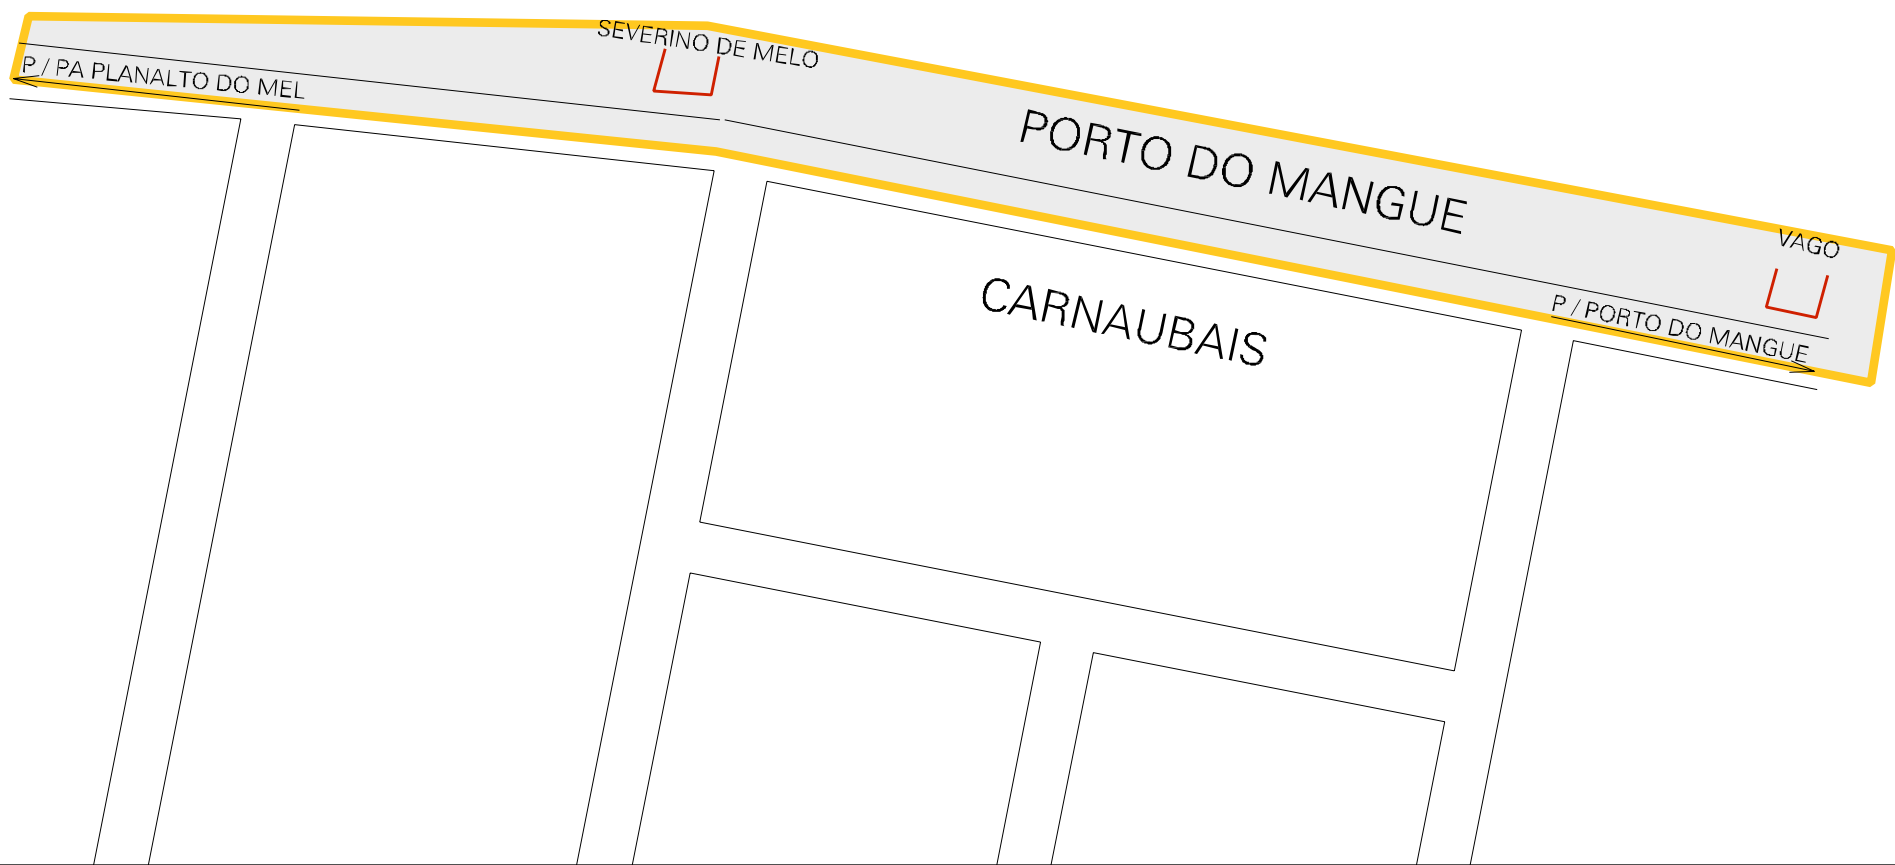 SEVERINO DE MELO
P / PA PLANALTO DO MEL
PORTO DO MANGUE
VAGO
CARNAUBAIS
P / PORTO DO MANGUE